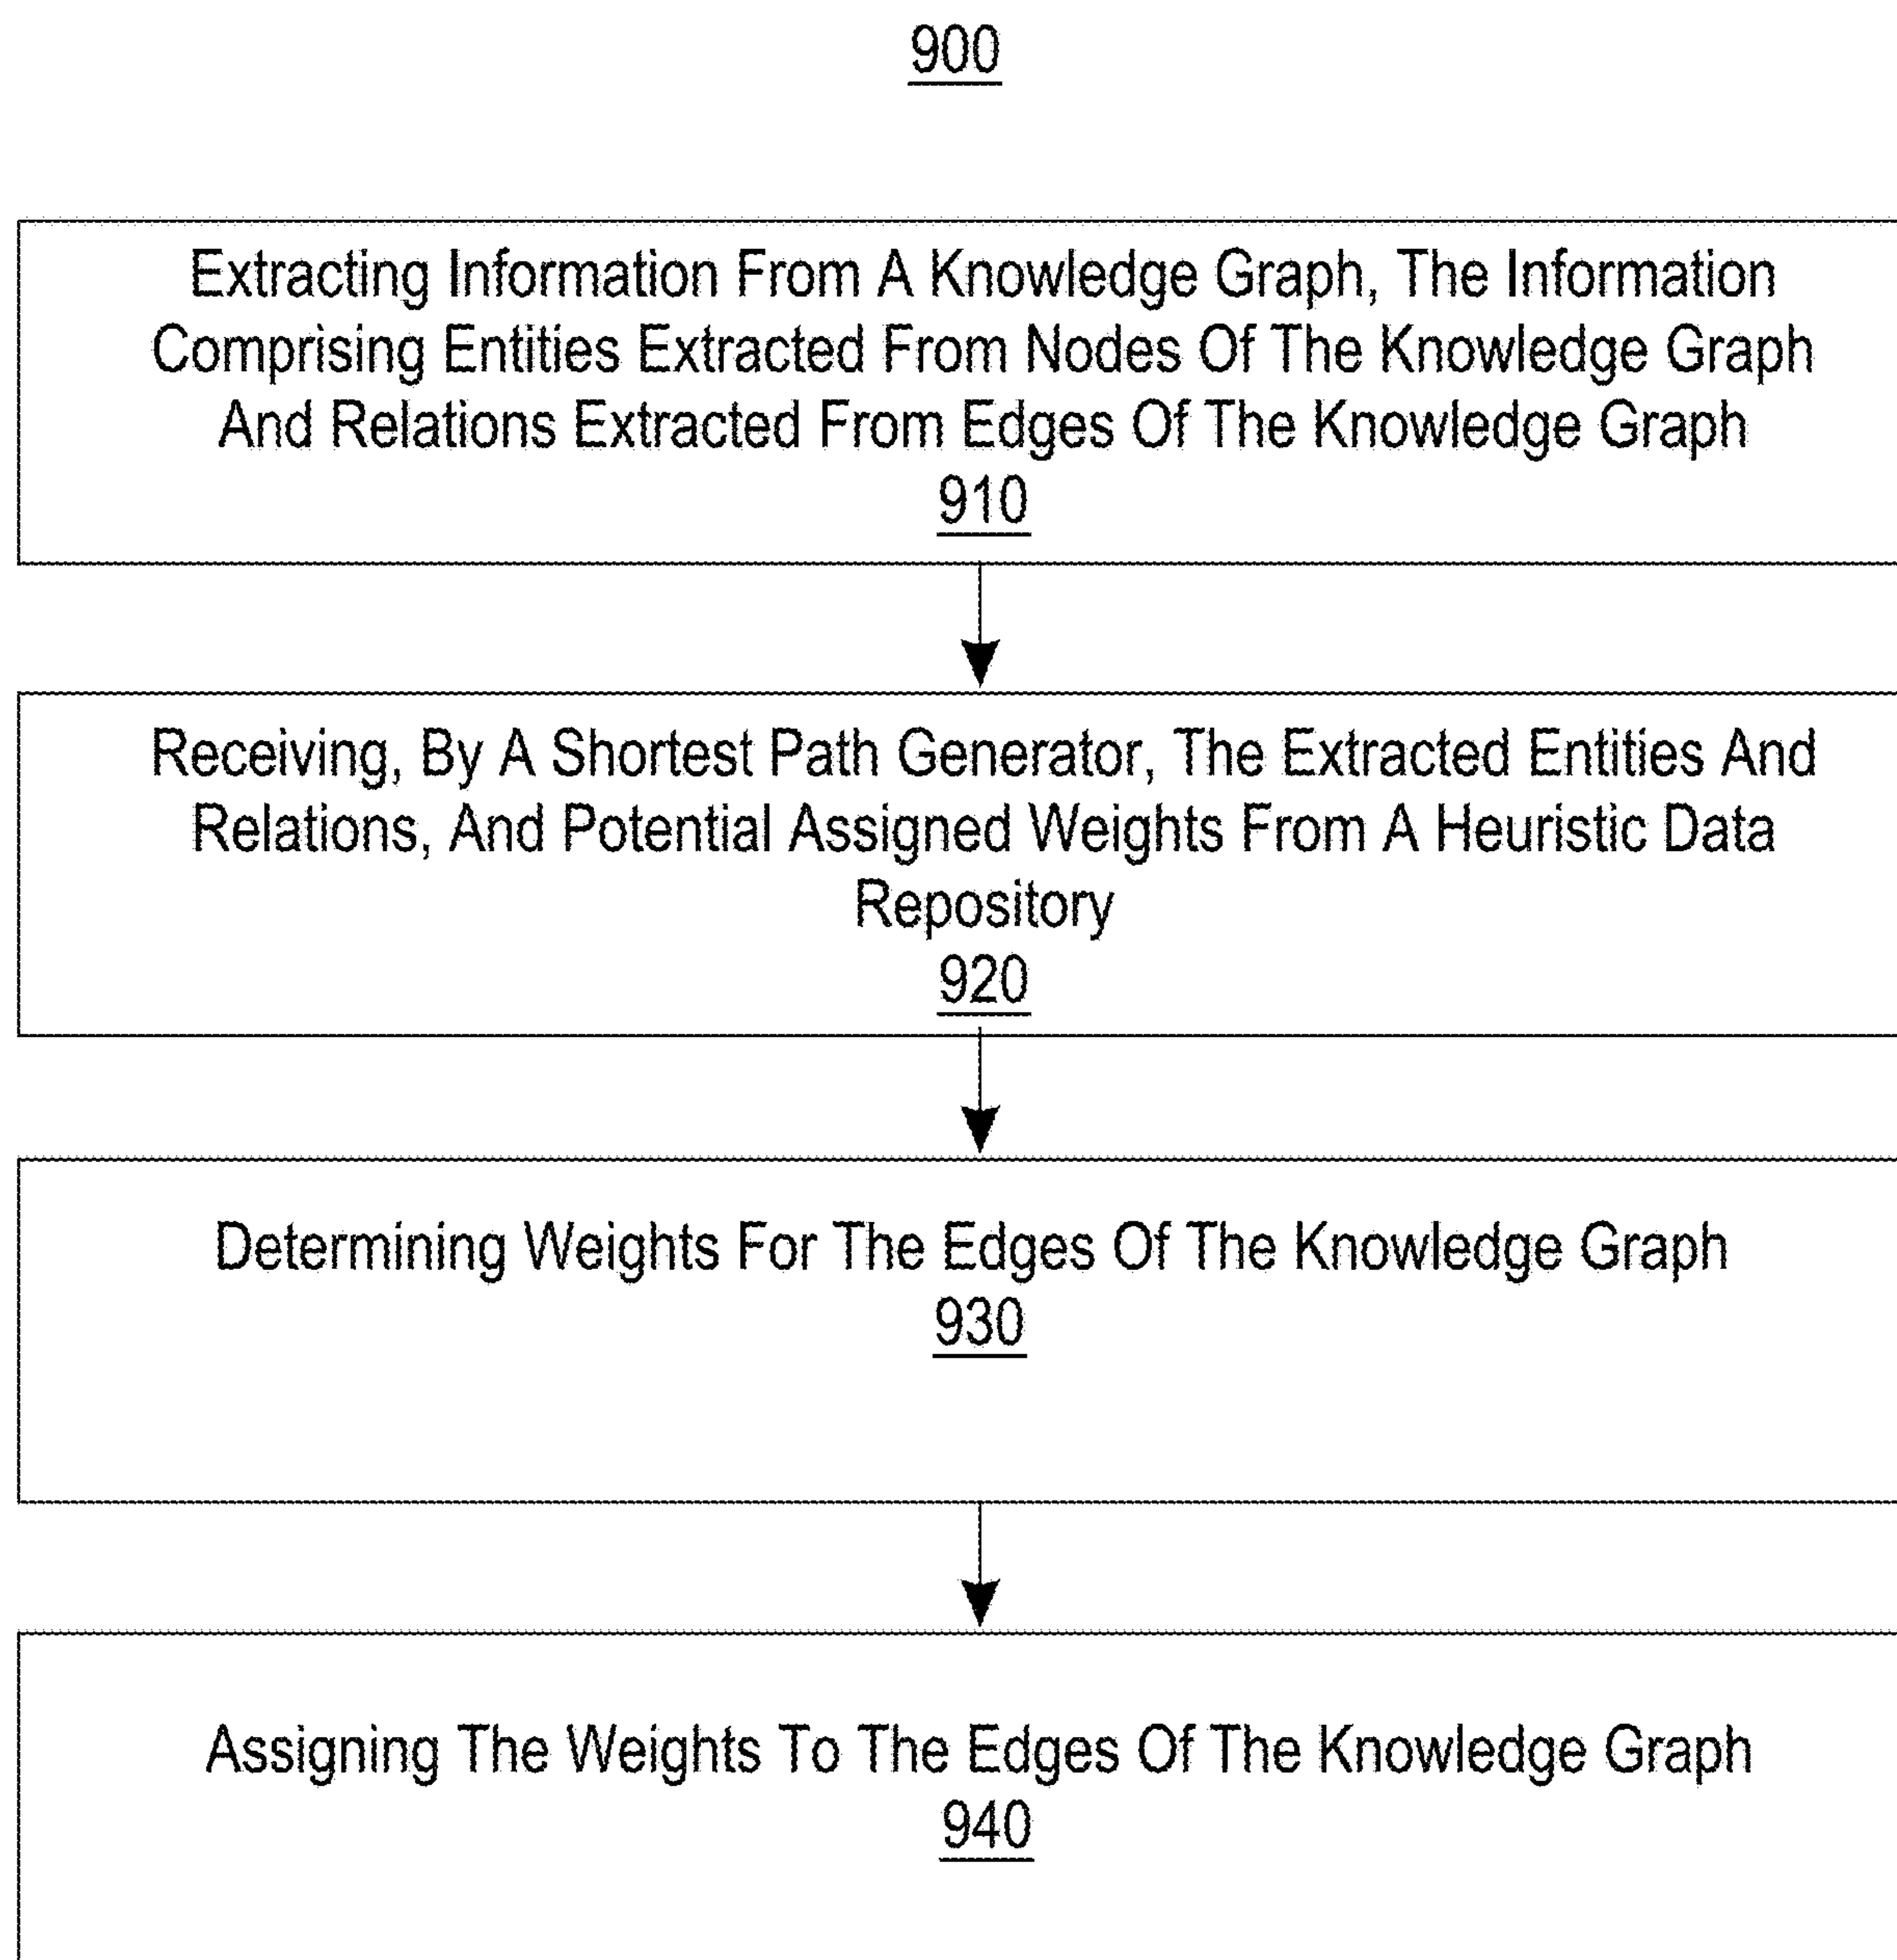 900
Extracting Information From A Knowledge Graph, The Information
Comprising Entities Extracted From Nodes Of The Knowledge Graph
And Relations Extracted From Edges Of The Knowledge Graph
910
Receiving, By A Shortest Path Generator, The Extracted Entities And
Relations, And Potential Assigned Weights From A Heuristic Data
Repository
920
Determining Weights For The Edges Of The Knowledge Graph
930
Assigning The Weights To The Edges Of The Knowledge Graph
940